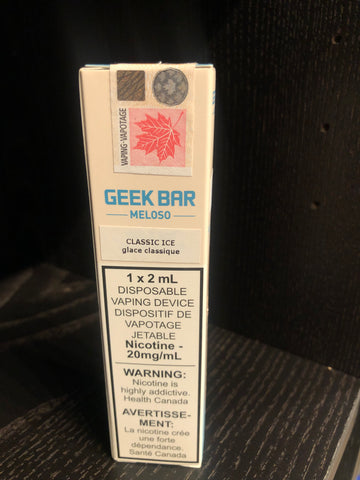 VAPING•VAPOTAGE
GEEK BAR
MELOSO
CLASSIC ICE
glace classique
1 x 2 mL
DISPOSABLE
VAPING DEVICE
DISPOSITIF DE
VAPOTAGE
JETABLE
Nicotine -
20mg/mL
WARNING:
Nicotine is
highly addictive.
Health Canada
AVERTISSE-
MENT:
La nicotine crée
une forte
dépendance.
Santé Canada